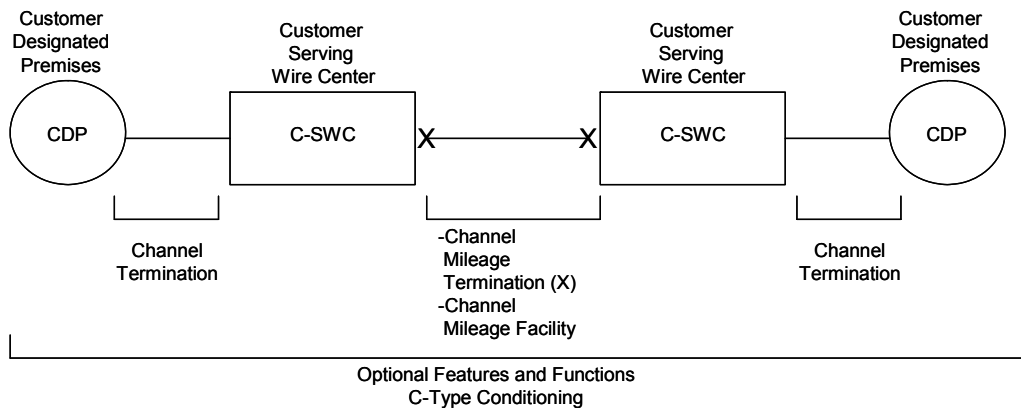 Customer
Designated
Premises
Customer
Serving
Wire Center
Customer
Serving
Wire Center
Customer
Designated
Premises
CDP
C-SWC
X
X
C-SWC
CDP
Channel
Termination
-Channel
Mileage
Termination (X)
-Channel
Mileage Facility
Channel
Termination
Optional Features and Functions
C-Type Conditioning